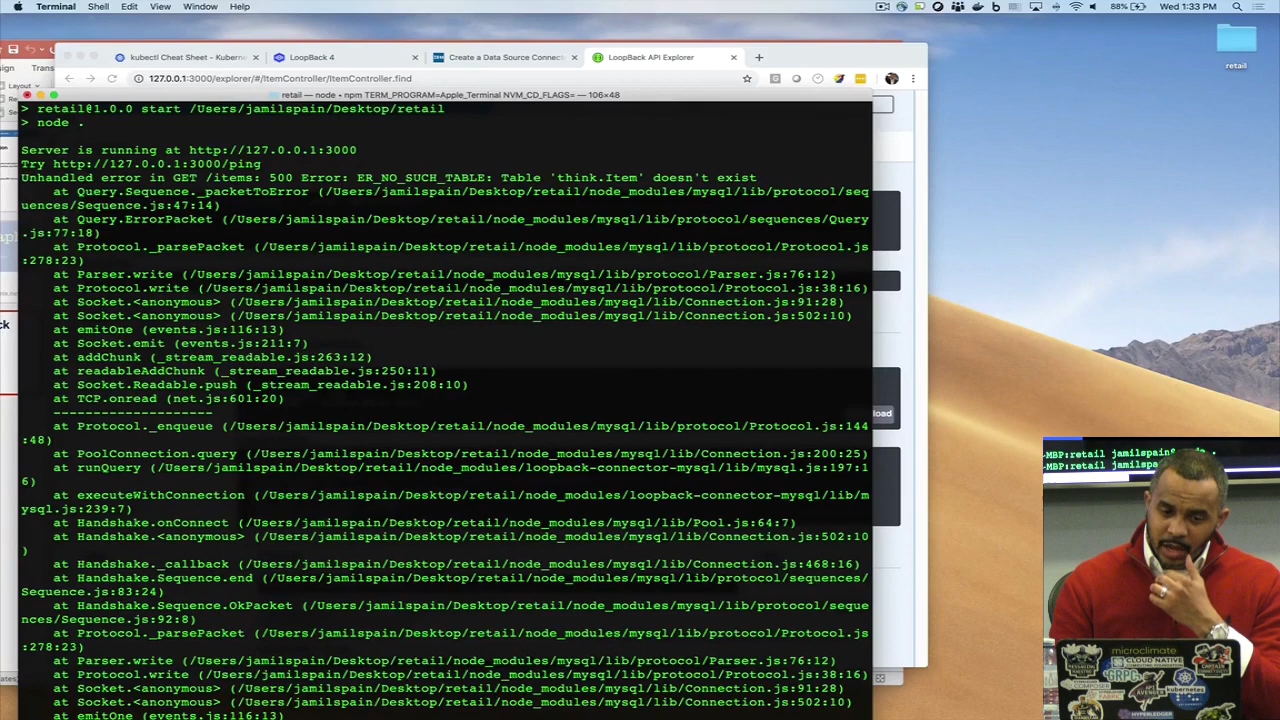 Terminal Shell Edit View Window Help
88% Wed 1:33 PM
retail
kubectl Cheat Sheet - Kuberne
LoopBack 4
Create a Data Source Connect
LoopBack API Explorer
127.0.0.1:3000/explorer/#/ItemController/ItemController.find
sign Trans
Layout
retail — node • npm TERM_PROGRAM=Apple_Terminal NVM_CD_FLAGS= — 106×48
> retail@1.0.0 start /Users/jamilspain/Desktop/retail
> node .
Server is running at http://127.0.0.1:3000
Try http://127.0.0.1:3000/ping
Unhandled error in GET /items: 500 Error: ER_NO_SUCH_TABLE: Table 'think.Item' doesn't exist
at Query.Sequence._packetToError (/Users/jamilspain/Desktop/retail/node_modules/mysql/lib/protocol/seq
uences/Sequence.js:47:14)
at Query.ErrorPacket (/Users/jamilspain/Desktop/retail/node_modules/mysql/lib/protocol/sequences/Query
.js:77:18)
at Protocol._parsePacket (/Users/jamilspain/Desktop/retail/node_modules/mysql/lib/protocol/Protocol.js
:278:23)
at Parser.write (/Users/jamilspain/Desktop/retail/node_modules/mysql/lib/protocol/Parser.js:76:12)
at Protocol.write (/Users/jamilspain/Desktop/retail/node_modules/mysql/lib/protocol/Protocol.js:38:16)
at Socket.<anonymous> (/Users/jamilspain/Desktop/retail/node_modules/mysql/lib/Connection.js:91:28)
at Socket.<anonymous> (/Users/jamilspain/Desktop/retail/node_modules/mysql/lib/Connection.js:502:10)
at emitOne (events.js:116:13)
at Socket.emit (events.js:211:7)
at addChunk (_stream_readable.js:263:12)
at readableAddChunk (_stream_readable.js:250:11)
at Socket.Readable.push (_stream_readable.js:208:10)
at TCP.onread (net.js:601:20)
--------------------
at Protocol._enqueue (/Users/jamilspain/Desktop/retail/node_modules/mysql/lib/protocol/Protocol.js:144
:48)
at PoolConnection.query (/Users/jamilspain/Desktop/retail/node_modules/mysql/lib/Connection.js:200:25)
at runQuery (/Users/jamilspain/Desktop/retail/node_modules/loopback-connector-mysql/lib/mysql.js:197:1
6)
at executeWithConnection (/Users/jamilspain/Desktop/retail/node_modules/loopback-connector-mysql/lib/m
ysql.js:239:7)
at Handshake.onConnect (/Users/jamilspain/Desktop/retail/node_modules/mysql/lib/Pool.js:64:7)
at Handshake.<anonymous> (/Users/jamilspain/Desktop/retail/node_modules/mysql/lib/Connection.js:502:10
)
at Handshake._callback (/Users/jamilspain/Desktop/retail/node_modules/mysql/lib/Connection.js:468:16)
at Handshake.Sequence.end (/Users/jamilspain/Desktop/retail/node_modules/mysql/lib/protocol/sequences/
Sequence.js:83:24)
at Handshake.Sequence.OkPacket (/Users/jamilspain/Desktop/retail/node_modules/mysql/lib/protocol/seque
nces/Sequence.js:92:8)
at Protocol._parsePacket (/Users/jamilspain/Desktop/retail/node_modules/mysql/lib/protocol/Protocol.js
:278:23)
at Parser.write (/Users/jamilspain/Desktop/retail/node_modules/mysql/lib/protocol/Parser.js:76:12)
at Protocol.write (/Users/jamilspain/Desktop/retail/node_modules/mysql/lib/protocol/Protocol.js:38:16)
at Socket.<anonymous> (/Users/jamilspain/Desktop/retail/node_modules/mysql/lib/Connection.js:91:28)
at Socket.<anonymous> (/Users/jamilspain/Desktop/retail/node_modules/mysql/lib/Connection.js:502:10)
at emitOne (events.js:116:13)
load
-MBP:retail jamilspain$
-MBP:retail jamilspa
microclimate
CLOUD NATIVE
GRPC
kubernetes
HYPERLEDGER